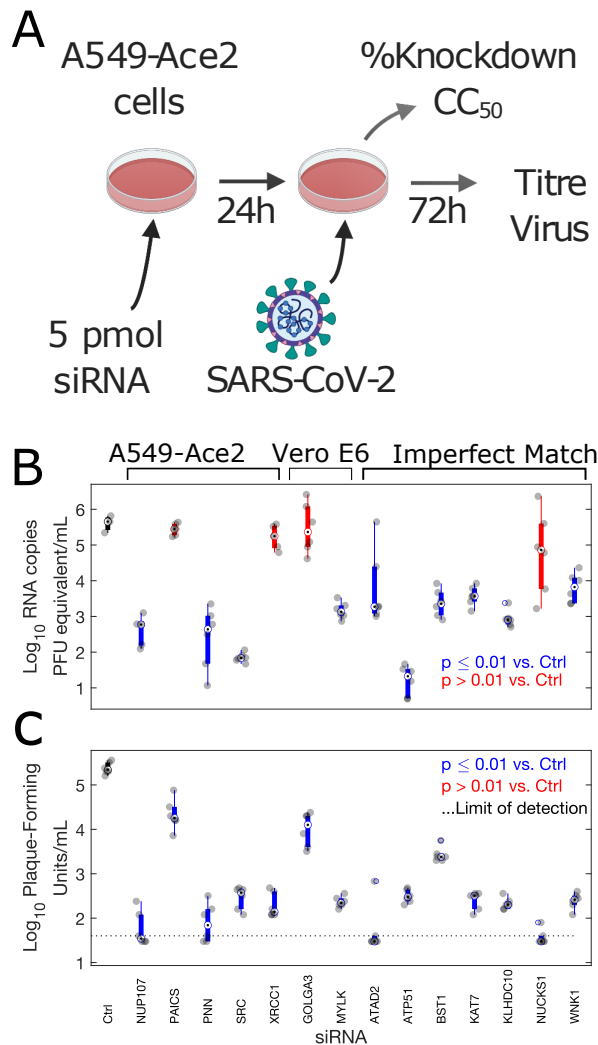 A
A549-Ace2
cells
%Knockdown
CC50
24h
72h
Titre
Virus
5 pmol
siRNA
SARS-CoV-2
B
A549-Ace2
Vero E6
Imperfect Match
Log10 RNA copies
PFU equivalent/mL
6
5
4
3
2
1
p ≤ 0.01 vs. Ctrl
p > 0.01 vs. Ctrl
C
Log10 Plaque-Forming
Units/mL
5
4
3
2
1
p ≤ 0.01 vs. Ctrl
p > 0.01 vs. Ctrl
...Limit of detection
Ctrl
NUP107
PAICS
PNN
SRC
XRCC1
GOLGA3
MYLK
ATAD2
ATP51
BST1
KAT7
KLHDC10
NUCKS1
WNK1
siRNA